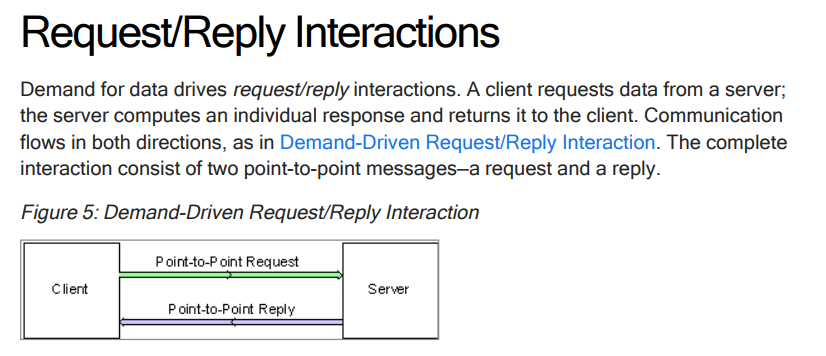 Request/Reply Interactions
Demand for data drives request/reply interactions. A client requests data from a server;
the server computes an individual response and returns it to the client. Communication
flows in both directions, as in Demand-Driven Request/Reply Interaction. The complete
interaction consist of two point-to-point messages—a request and a reply.
Figure 5: Demand-Driven Request/Reply Interaction
Point-to-Point Request
Client
Server
Point-to-Point Reply